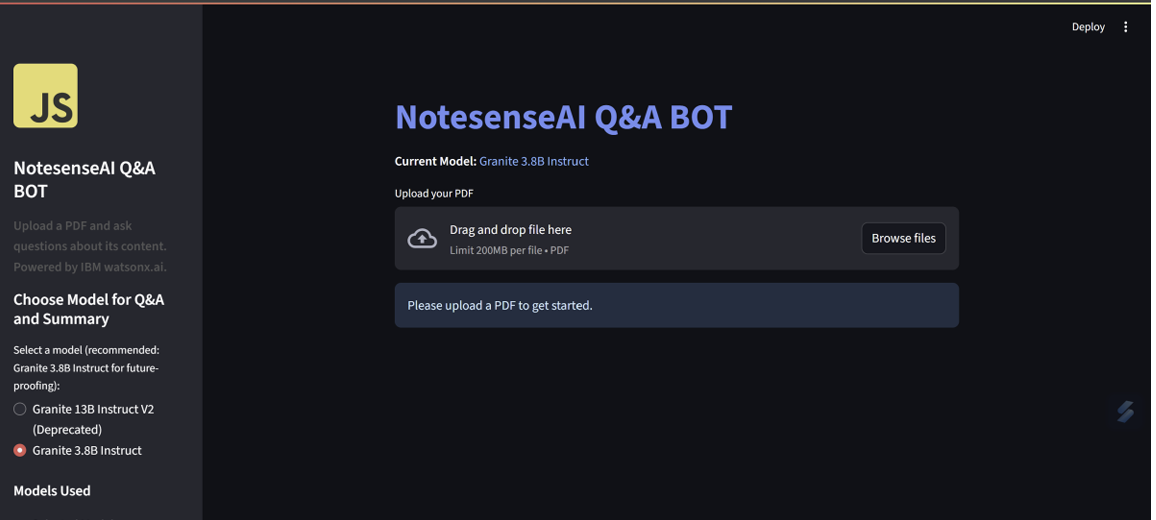 Deploy
JS
NotesenseAI Q&A
BOT
Upload a PDF and ask
questions about its content.
Powered by IBM watsonx.ai.
Choose Model for Q&A
and Summary
Select a model (recommended:
Granite 3.8B Instruct for future-
proofing):
Granite 13B Instruct V2
(Deprecated)
Granite 3.8B Instruct
Models Used
NotesenseAI Q&A BOT
Current Model: Granite 3.8B Instruct
Upload your PDF
Drag and drop file here
Limit 200MB per file • PDF
Browse files
Please upload a PDF to get started.